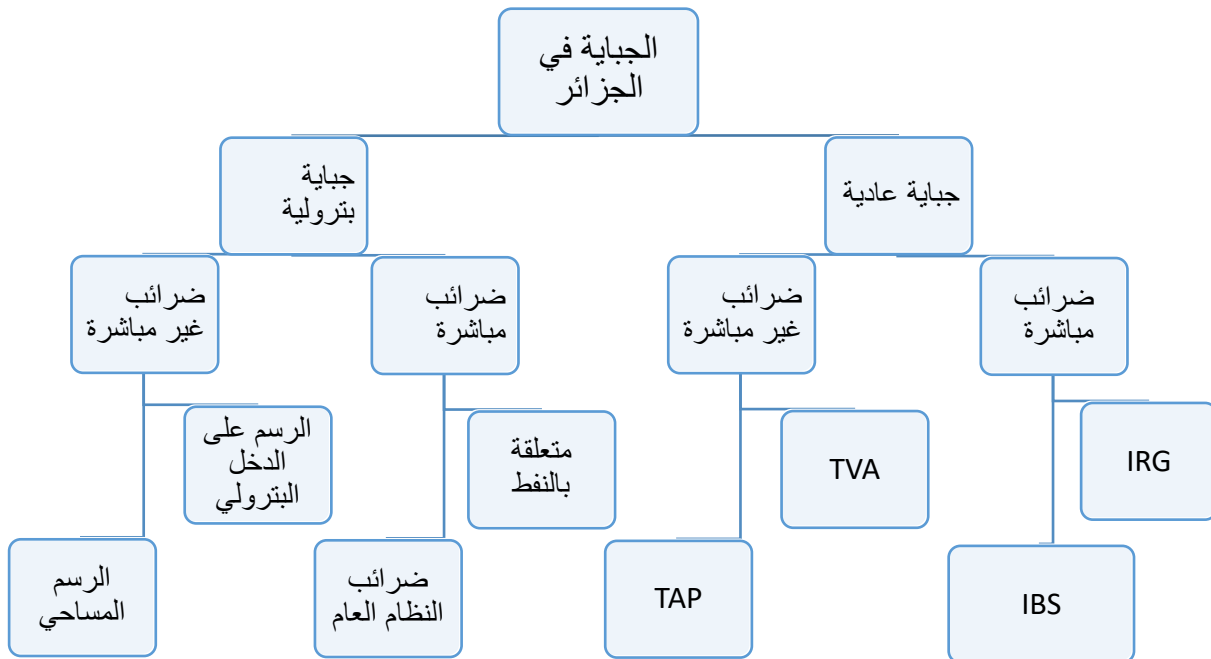 الجباية في
الجزائر
جباية عادية
جباية
بترولية
ضرائب
مباشرة
ضرائب
غير مباشرة
ضرائب
مباشرة
ضرائب
غير مباشرة
IRG
TVA
متعلقة
بالنفط
الرسم على
الدخل
البترولي
IBS
TAP
ضرائب
النظام العام
الرسم
المساحي